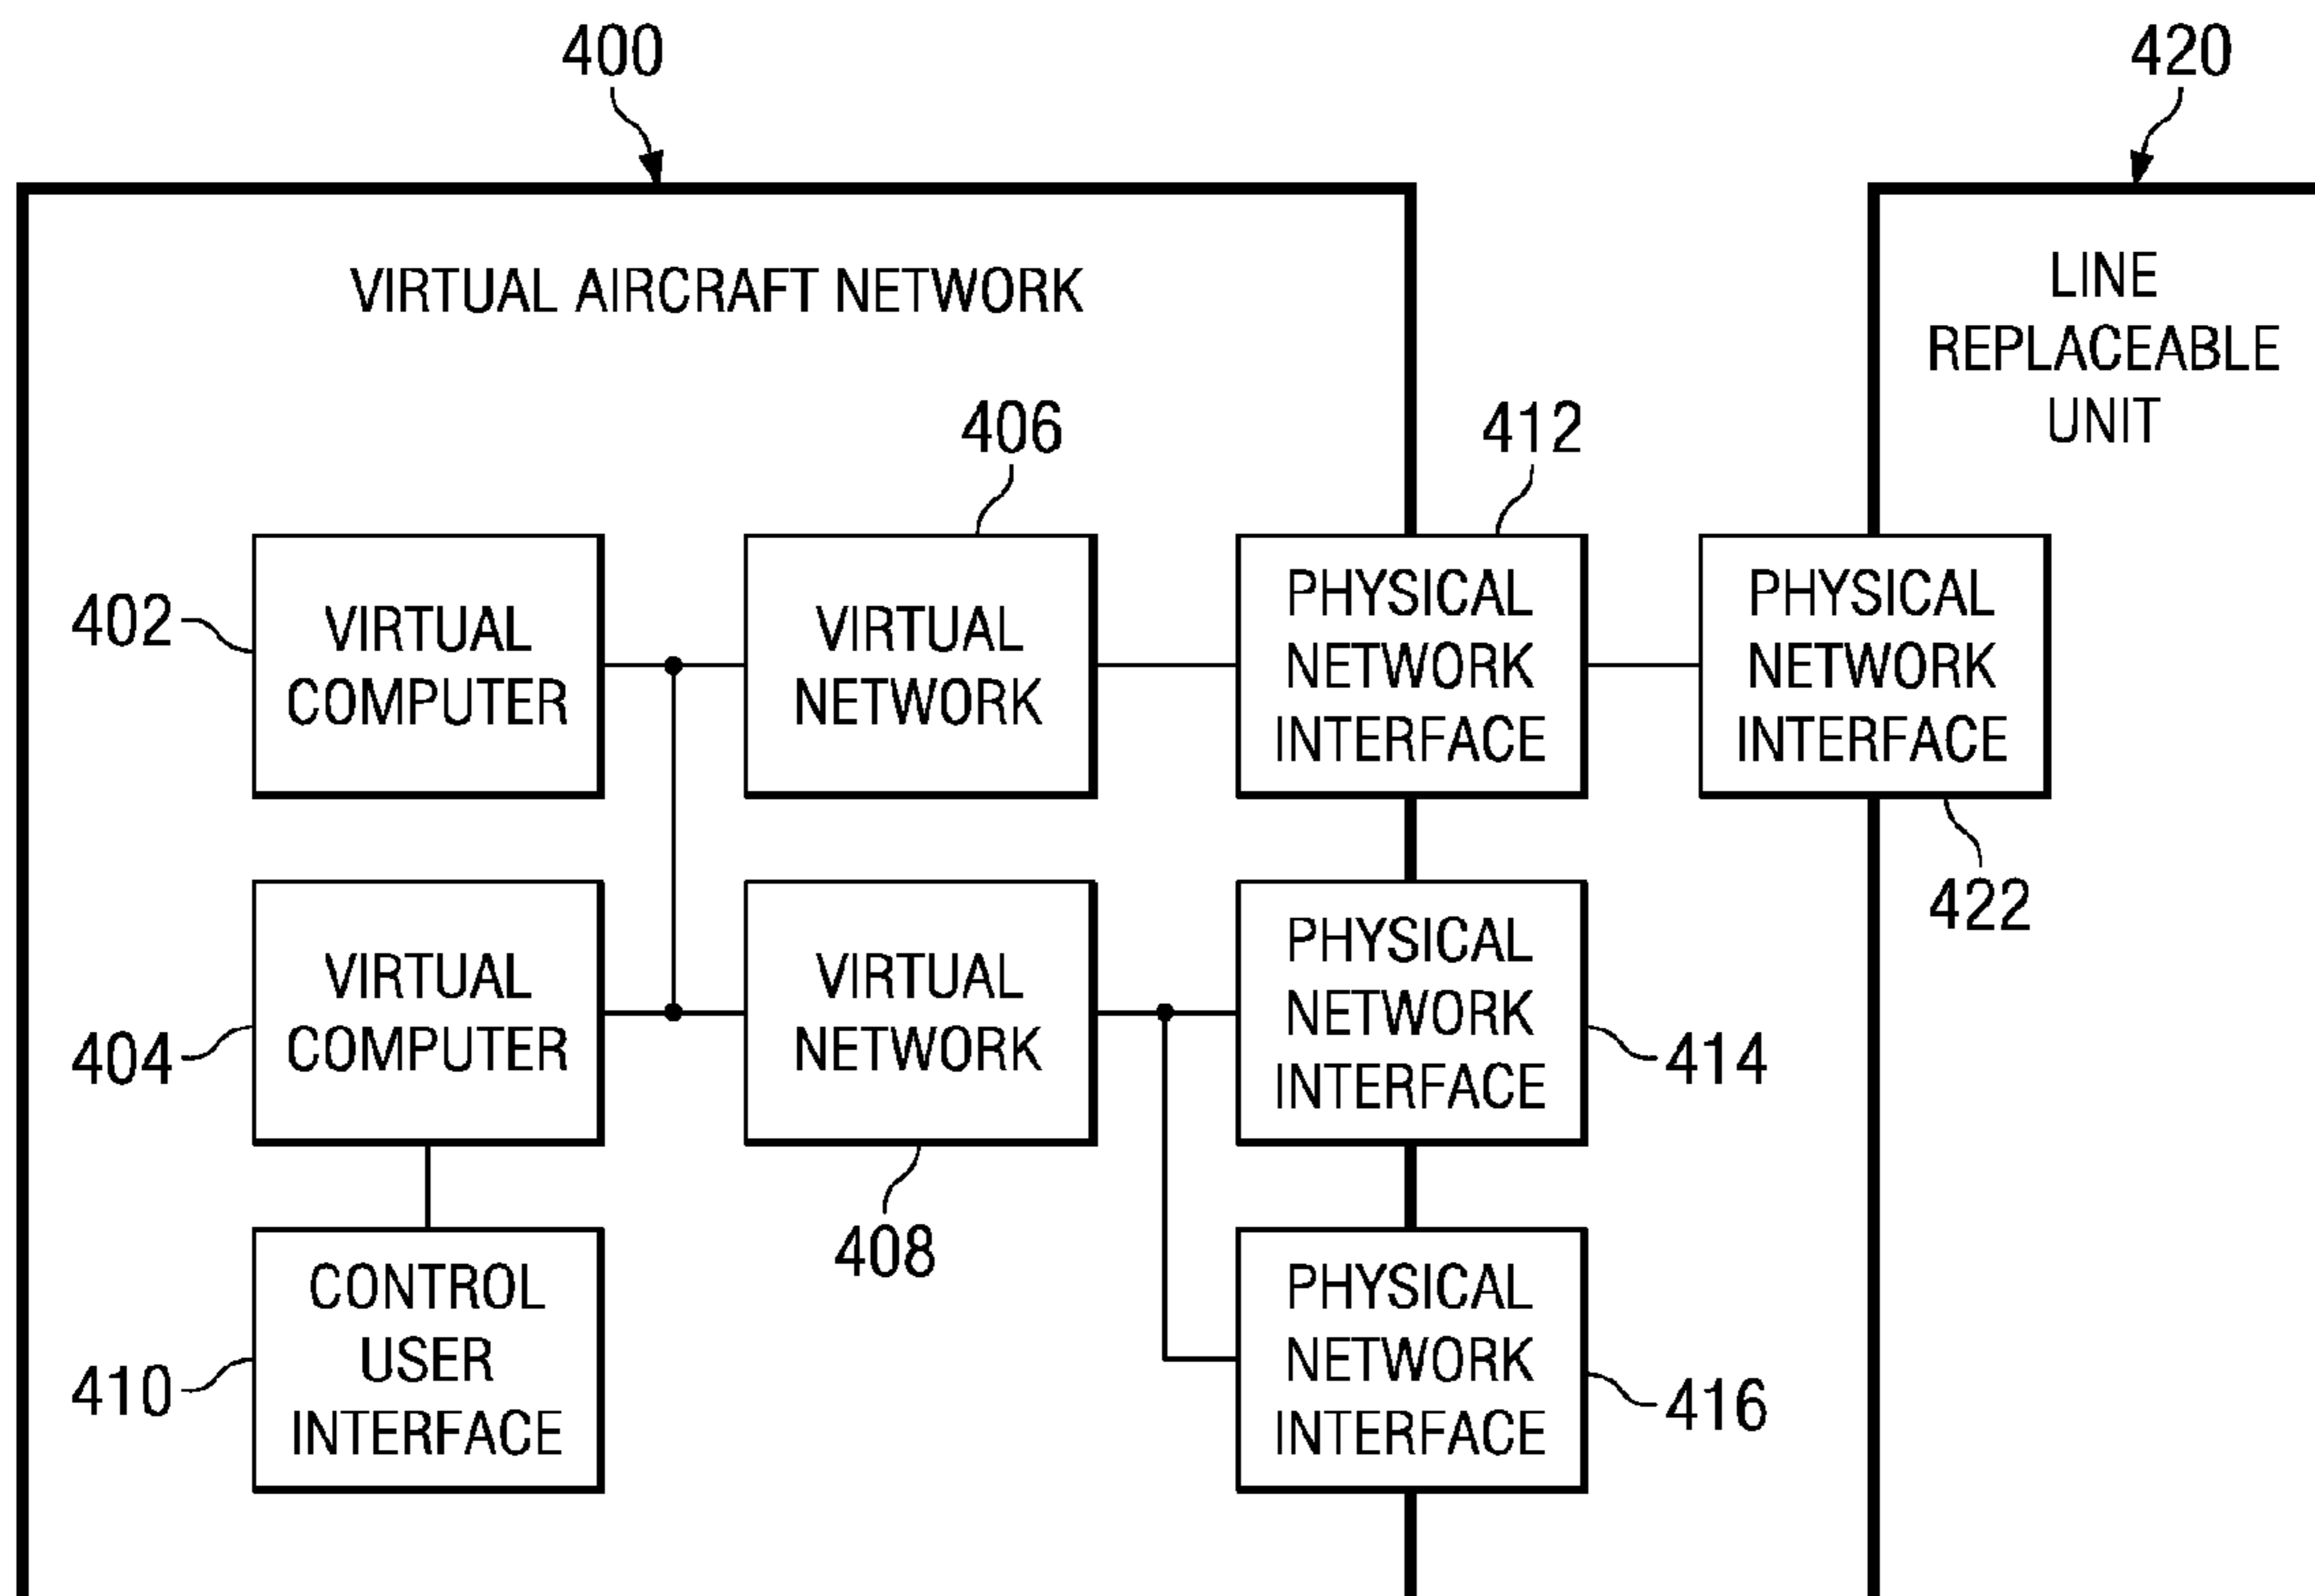 400
420
VIRTUAL AIRCRAFT NETWORK
LINE
REPLACEABLE
UNIT
406
412
402
VIRTUAL
COMPUTER
VIRTUAL
NETWORK
PHYSICAL
NETWORK
INTERFACE
PHYSICAL
NETWORK
INTERFACE
422
404
VIRTUAL
COMPUTER
VIRTUAL
NETWORK
408
PHYSICAL
NETWORK
INTERFACE
414
410
CONTROL
USER
INTERFACE
PHYSICAL
NETWORK
INTERFACE
416